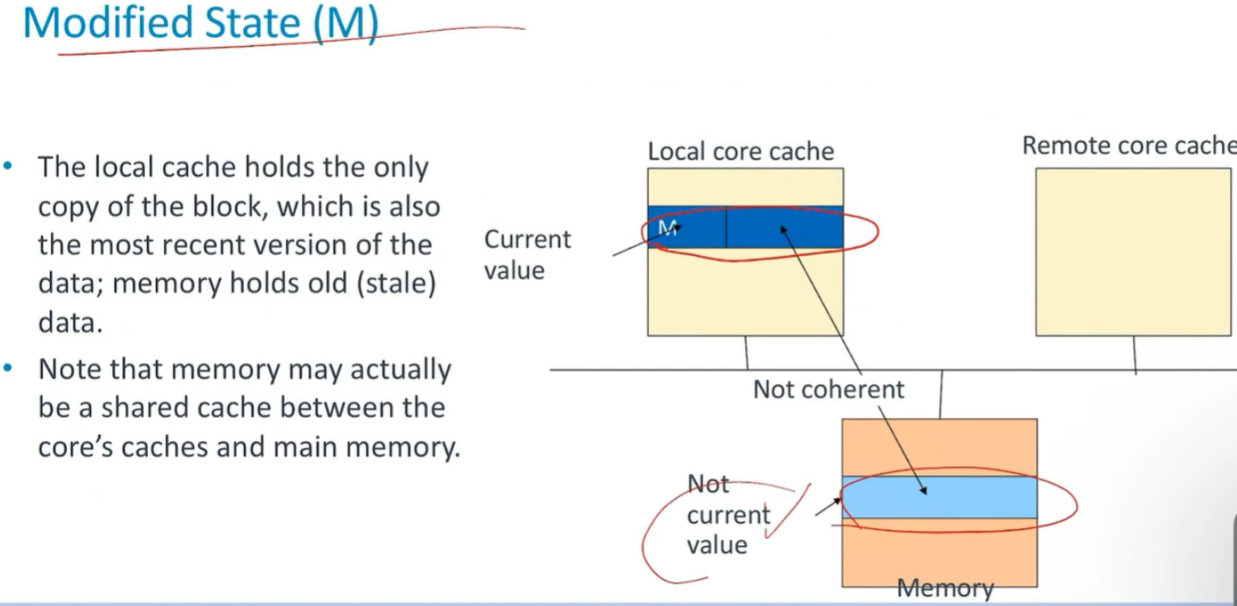 Modified State (M)
• The local cache holds the only
copy of the block, which is also
the most recent version of the
data; memory holds old (stale)
data.
• Note that memory may actually
be a shared cache between the
core's caches and main memory.
Local core cache
Remote core cache
M
Current
value
Not coherent
Not
current
value
Memory